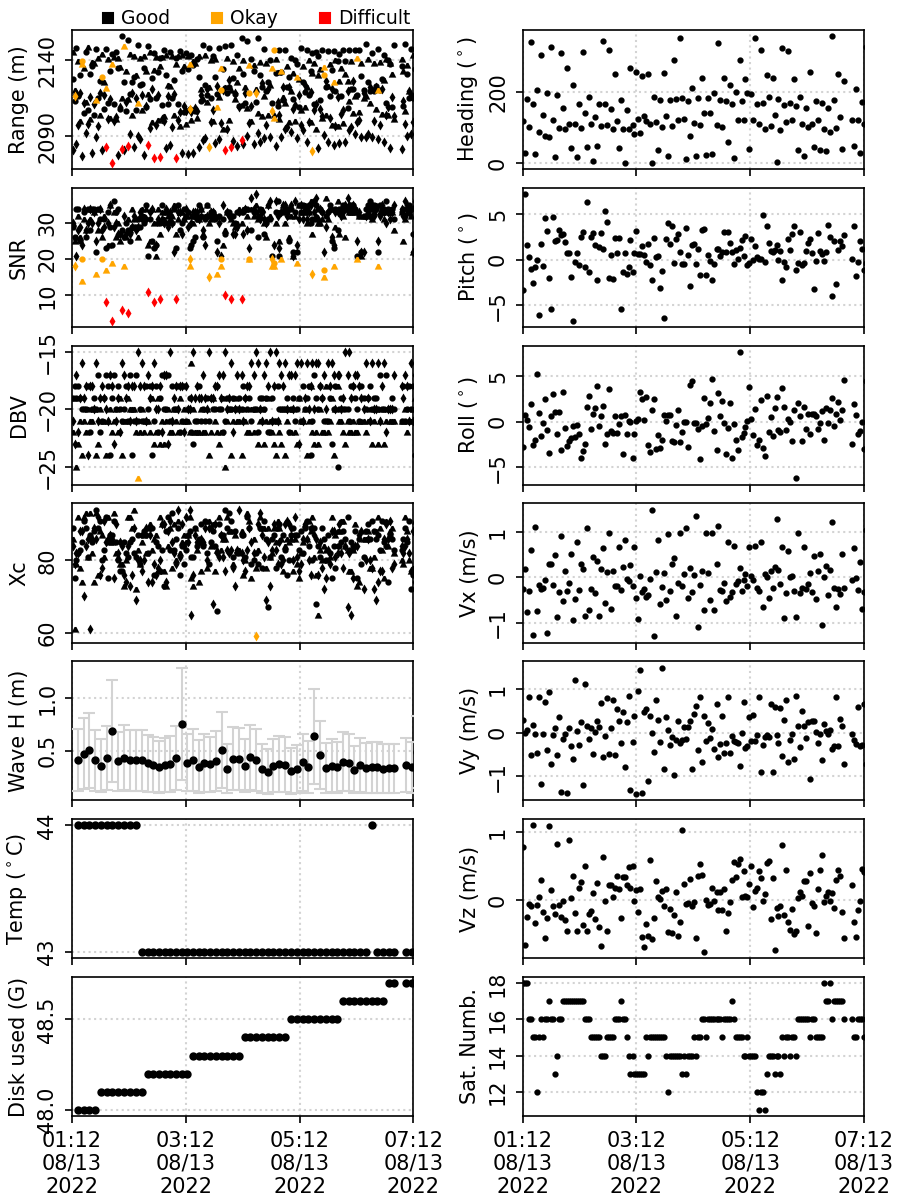 Good Okay Difficult
Range (m)
2140
2090
Heading (°)
200
0
SNR
30
20
10
Pitch (°)
5
0
−5
DBV
−15
−20
−25
Roll (°)
5
0
−5
Xc
80
60
Vx (m/s)
1
0
−1
Wave H (m)
1.0
0.5
Vy (m/s)
1
0
−1
Temp (°C)
44
43
Vz (m/s)
1
0
Disk used (G)
48.5
48.0
Sat. Numb.
18
16
14
12
01:12 03:12 05:12 07:12
08/13 08/13 08/13 08/13
2022 2022 2022 2022
01:12 03:12 05:12 07:12
08/13 08/13 08/13 08/13
2022 2022 2022 2022